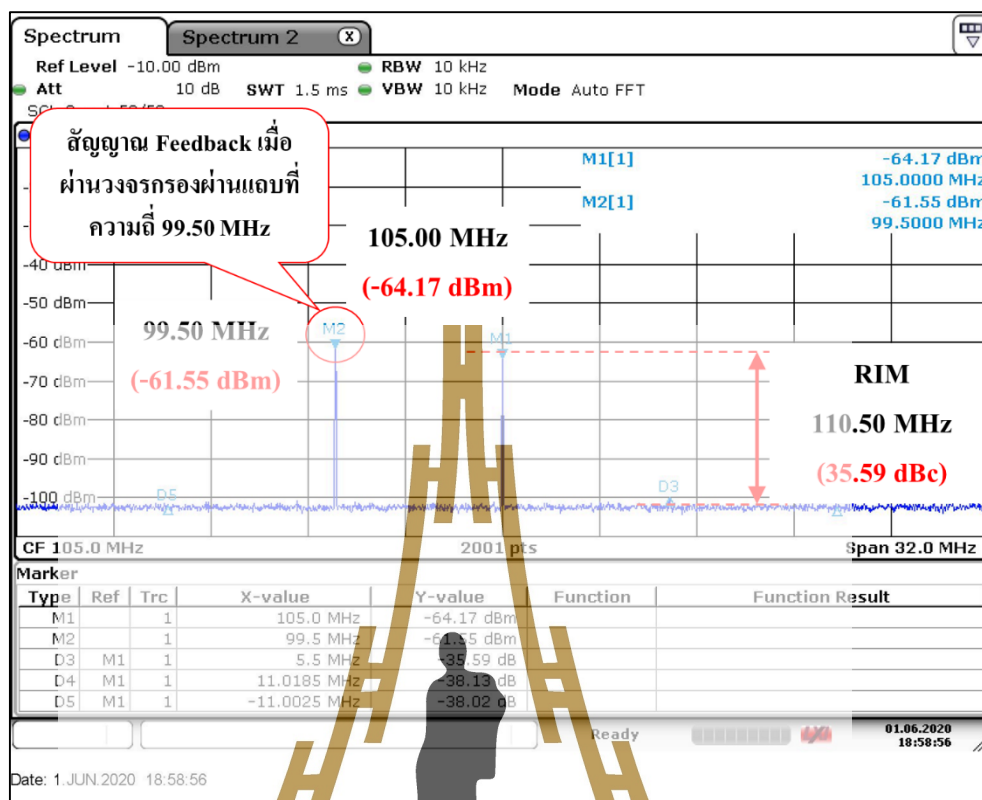 Spectrum Spectrum 2 X
Ref Level -10.00 dBm RBW 10 kHz
Att 10 dB SWT 1.5 ms VBW 10 kHz Mode Auto FFT
สัญญาณ Feedback เมื่อ
ผ่านวงจรกรองผ่านแถบที่
ความถี่ 99.50 MHz
M1[1] -64.17 dBm
105.0000 MHz
M2[1] -61.55 dBm
99.5000 MHz
105.00 MHz
(-64.17 dBm)
-40 dBm
-50 dBm
99.50 MHz
(-61.55 dBm)
M2
M1
-60 dBm
-70 dBm
-80 dBm
-90 dBm
-100 dBm
RIM
110.50 MHz
(35.59 dBc)
D5
D3
CF 105.0 MHz 2001 pts Span 32.0 MHz
Marker
Type Ref Trc X-value Y-value Function Function Result
M1 1 105.0 MHz -64.17 dBm
M2 1 99.5 MHz -61.55 dBm
D3 M1 1 5.5 MHz -35.59 dB
D4 M1 1 11.0185 MHz -38.13 dB
D5 M1 1 -11.0025 MHz -38.02 dB
Ready 01.06.2020
18:58:56
Date: 1.JUN.2020 18:58:56